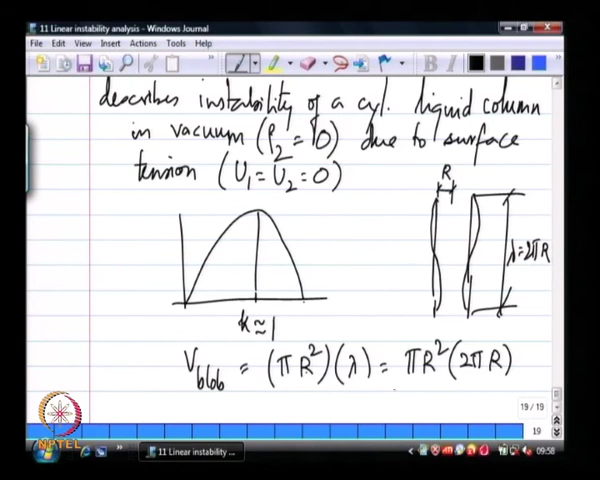 11 Linear instability analysis - Windows Journal
File Edit View Insert Actions Tools Help
B I
describes instability of a cyl. liquid column
in vacuum (ρ₂ = 0) due to surface
tension (U₁ = U₂ = 0)
R
λ=2πR
k ≈ 1
V_blob = (πR²)(λ) = πR²(2πR)
19 / 19
19
NPTEL
11 Linear instability ...
09:58